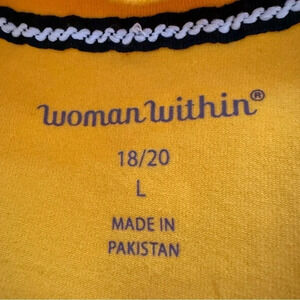 woman within®
18/20
L
MADE IN
PAKISTAN